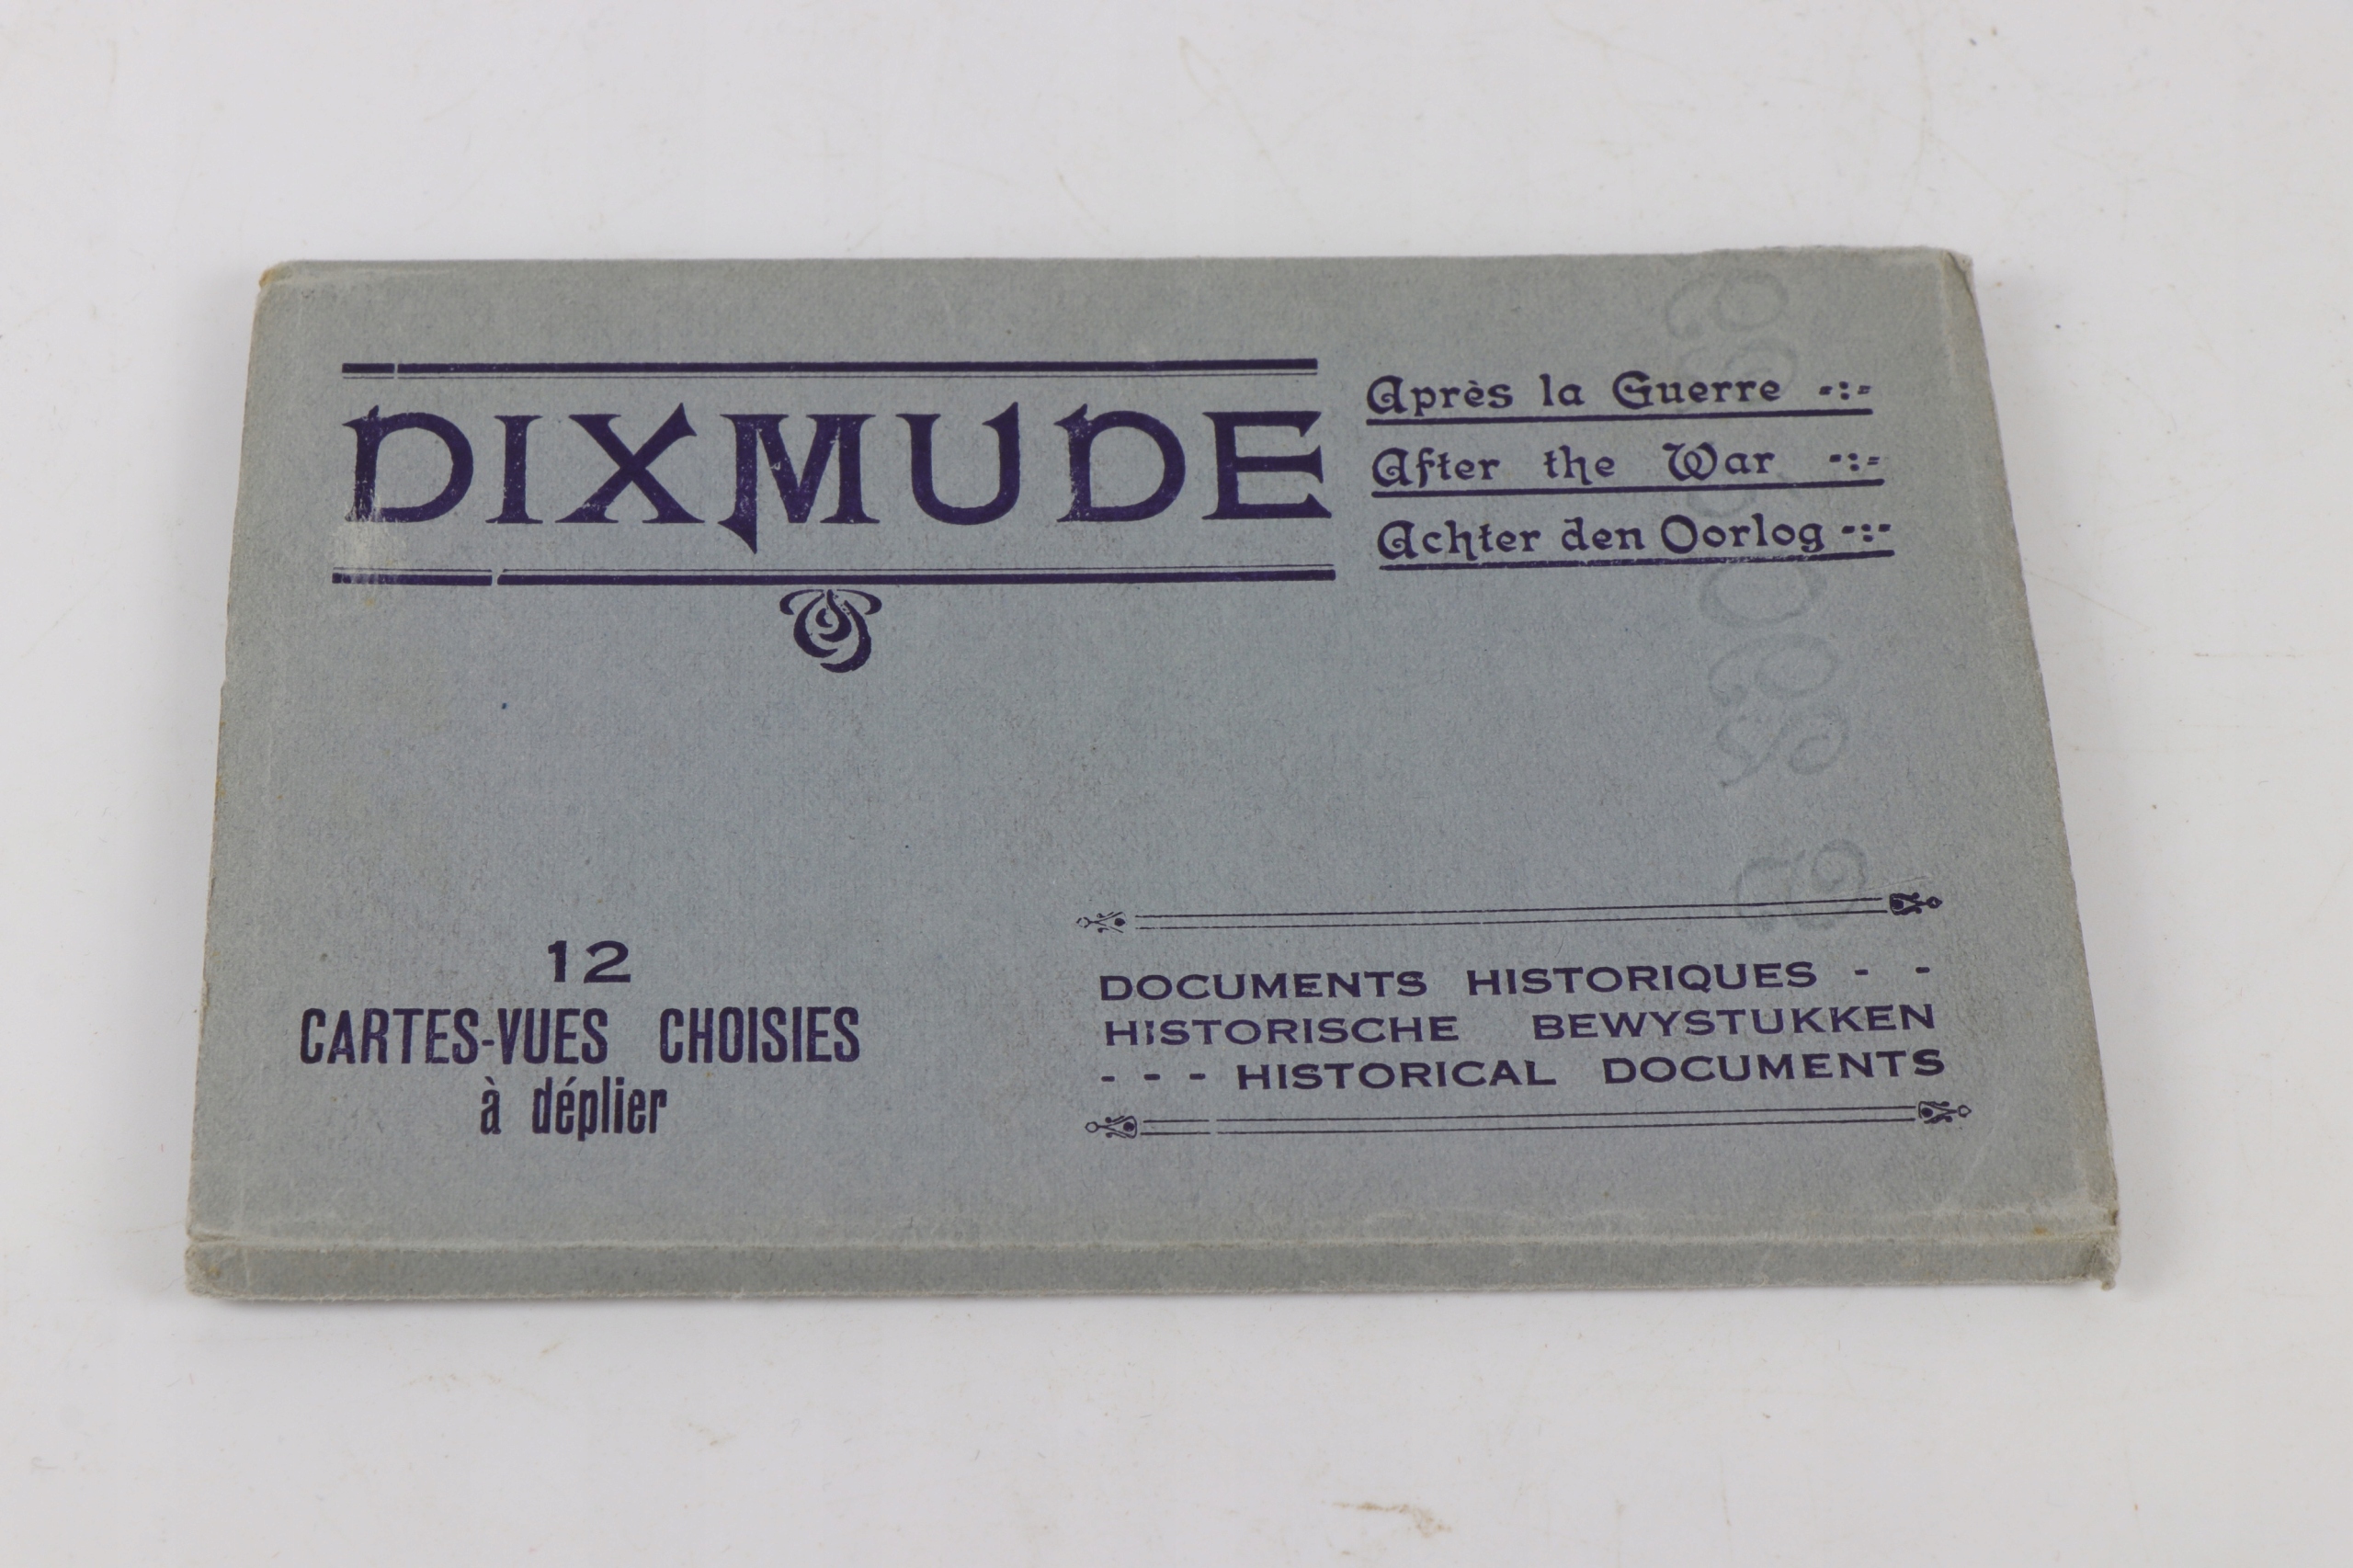 DIXMUDE
Après la Guerre -:-
After the War -:-
Achter den Oorlog -:-
12
CARTES-VUES CHOISIES
à déplier
DOCUMENTS HISTORIQUES - -
HISTORISCHE BEWYSTUKKEN
- - - HISTORICAL DOCUMENTS